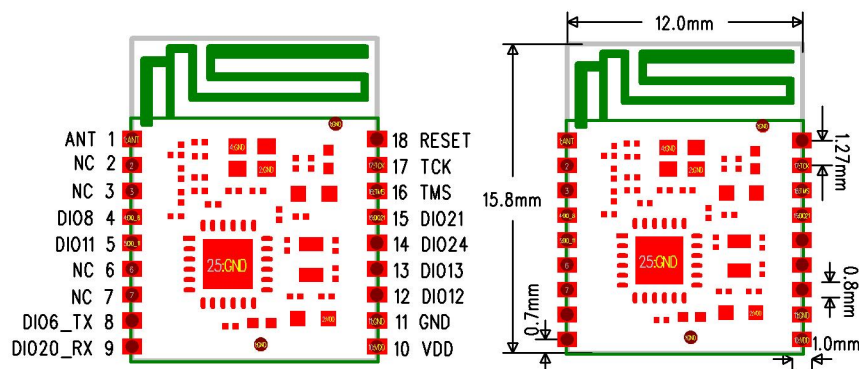 ANT 1
NC 2
NC 3
DIO8 4
DIO11 5
NC 6
NC 7
DIO6_TX 8
DIO20_RX 9
18 RESET
17 TCK
16 TMS
15 DIO21
14 DIO24
13 DIO13
12 DIO12
11 GND
10 VDD
25:GND
12.0mm
15.8mm
1.27mm
0.8mm
0.7mm
1.0mm
25:GND